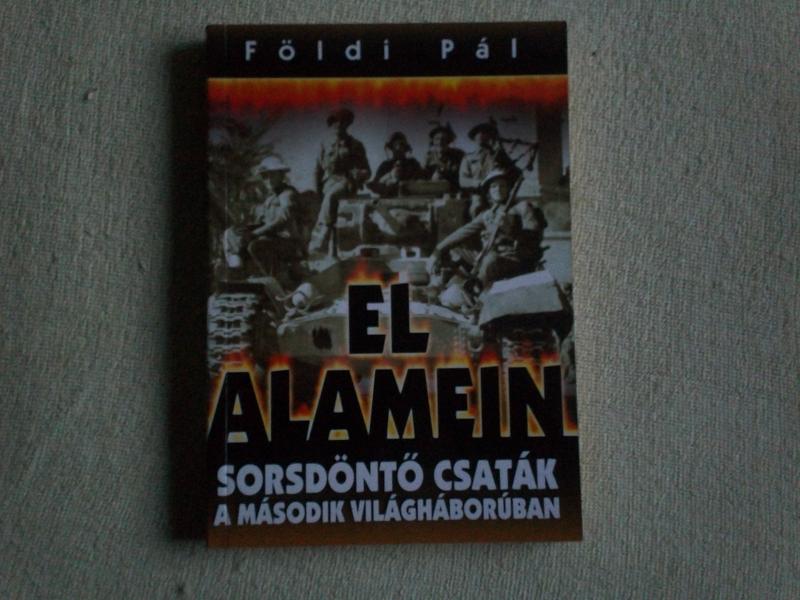 Földi Pál
EL
ALAMEIN
SORSDÖNTŐ CSATÁK
A MÁSODIK VILÁGHÁBORÚBAN